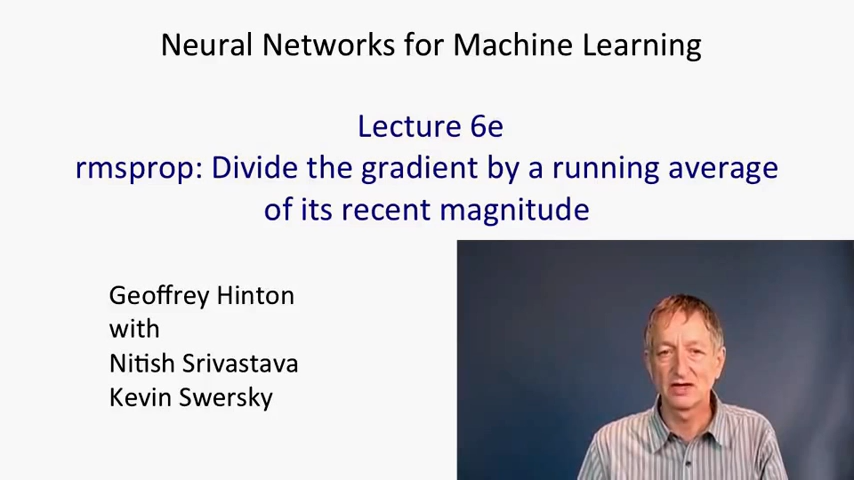 Neural Networks for Machine Learning
Lecture 6e
rmsprop: Divide the gradient by a running average
of its recent magnitude
Geoffrey Hinton
with
Nitish Srivastava
Kevin Swersky